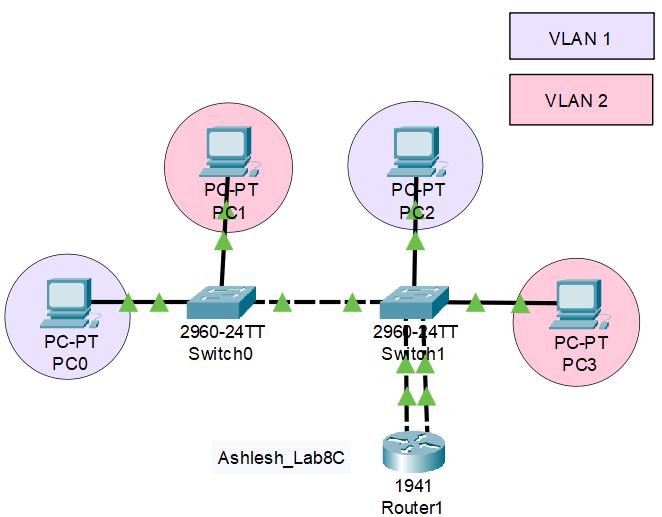 VLAN 1
VLAN 2
PC-PT
PC1
PC-PT
PC2
PC-PT
PC0
2960-24TT
Switch0
2960-24TT
Switch1
PC-PT
PC3
Ashlesh_Lab8C
1941
Router1